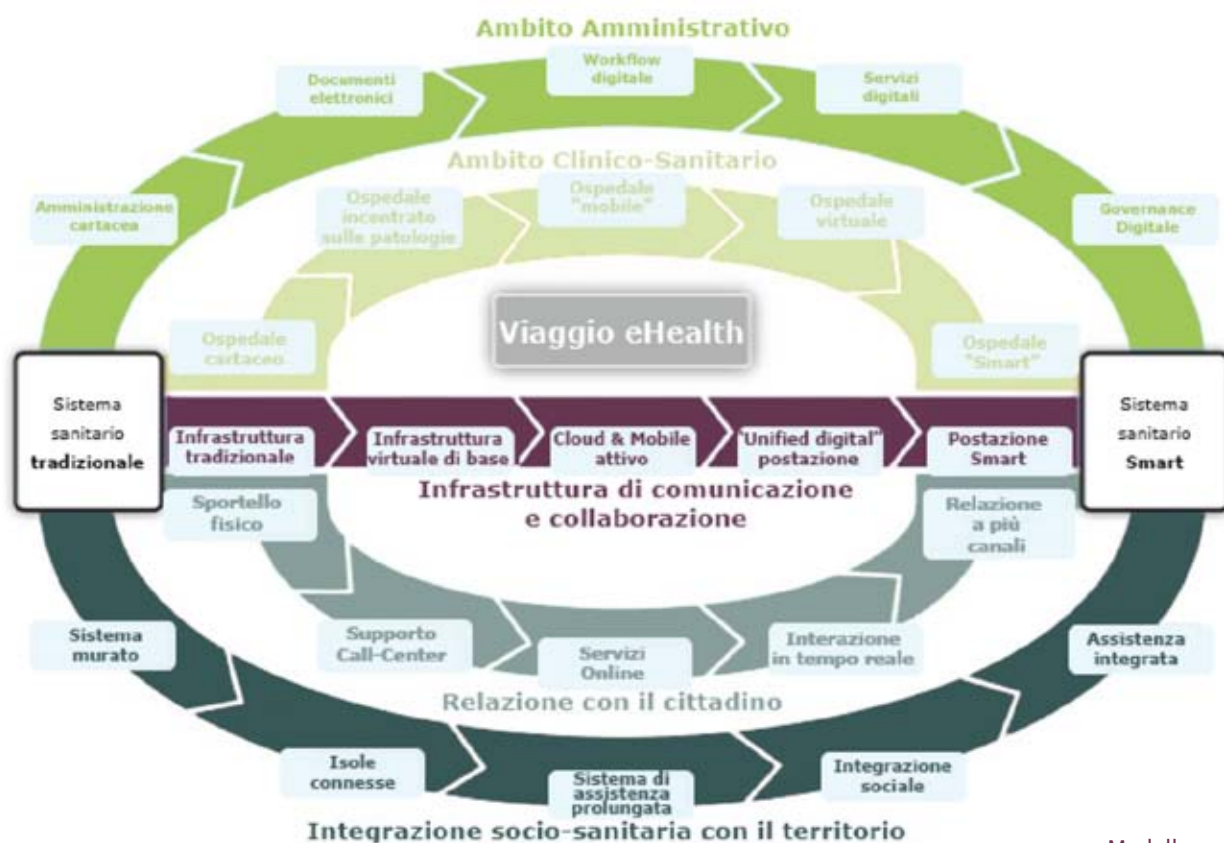 Ambito Amministrativo
Workflow
digitale
Documenti
elettronici
Servizi
digitali
Amministrazione
cartacea
Governance
Digitale
Ambito Clinico-Sanitario
Ospedale
"mobile"
Ospedale
incentrato
sulle patologie
Ospedale
virtuale
Ospedale
cartaceo
Ospedale
"Smart"
Viaggio eHealth
Sistema
sanitario
tradizionale
Sistema
sanitario
Smart
Infrastruttura
tradizionale
Infrastruttura
virtuale di base
Cloud & Mobile
attivo
"Unified digital"
postazione
Postazione
Smart
Infrastruttura di comunicazione
e collaborazione
Sportello
fisico
Relazione
a più
canali
Supporto
Call-Center
Servizi
Online
Interazione
in tempo reale
Relazione con il cittadino
Sistema
murato
Assistenza
integrata
Isole
connesse
Sistema di
assistenza
prolungata
Integrazione
sociale
Integrazione socio-sanitaria con il territorio